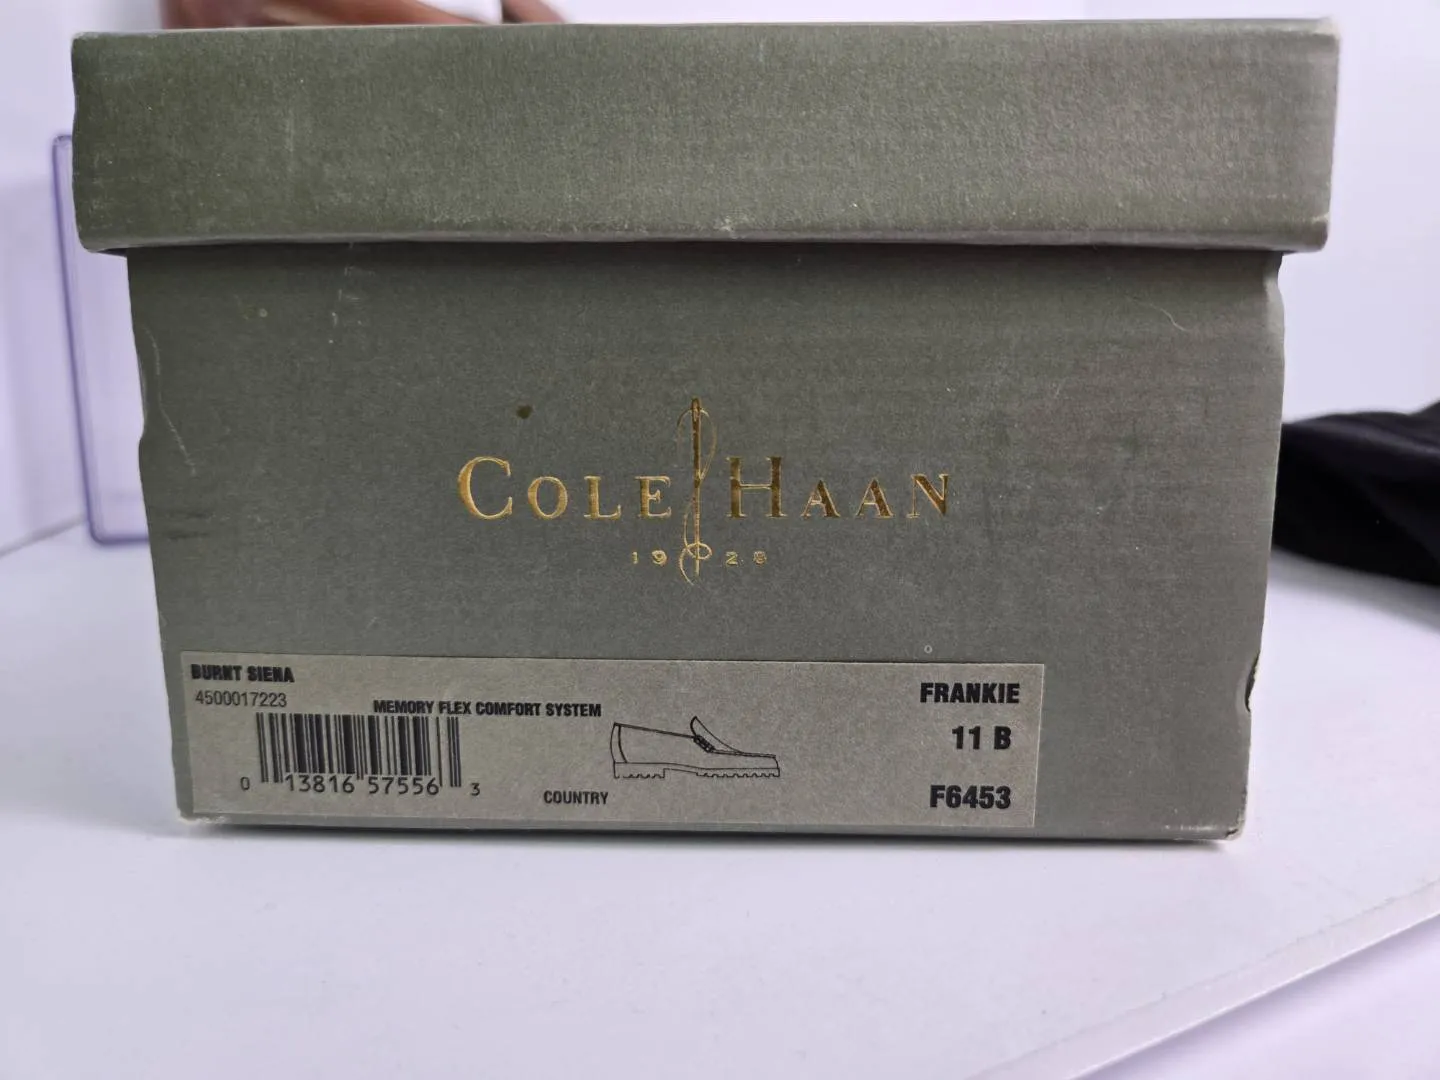 COLE HAAN
1928
BURNT SIENA
4500017223
MEMORY FLEX COMFORT SYSTEM
0 13816 57556 3
COUNTRY
FRANKIE
11 B
F6453